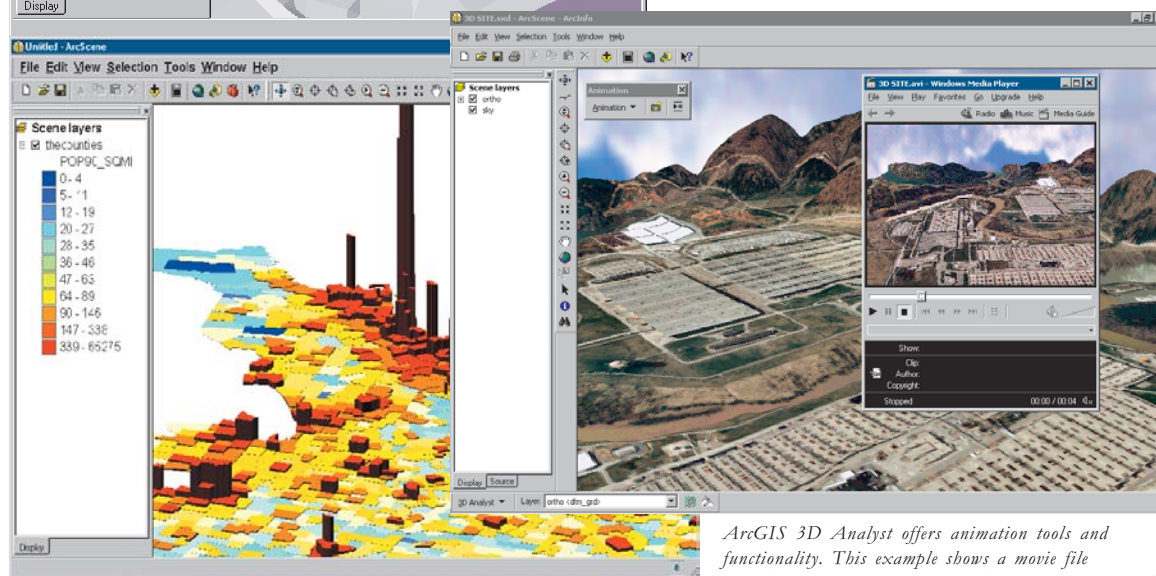 Display
Untitled - ArcScene
File Edit View Selection Tools Window Help
Scene layers
thecounties
POP90_SQMI
0 - 4
5 - 11
12 - 19
20 - 27
28 - 35
36 - 46
47 - 63
64 - 89
90 - 146
147 - 338
339 - 65275
Display
3D SITE.sxd - ArcScene - ArcInfo
File Edit View Selection Tools Window Help
Scene layers
ortho
sky
Display Source
Animation
Animation
3D SITE.avi - Windows Media Player
File View Play Favorites Go Upgrade Help
Radio Music Media Guide
Show:
Clip:
Author:
Copyright:
Stopped 00:00 / 00:04
3D Analyst Layer: ortho <dtm_grd>
ArcGIS 3D Analyst offers animation tools and
functionality. This example shows a movie file